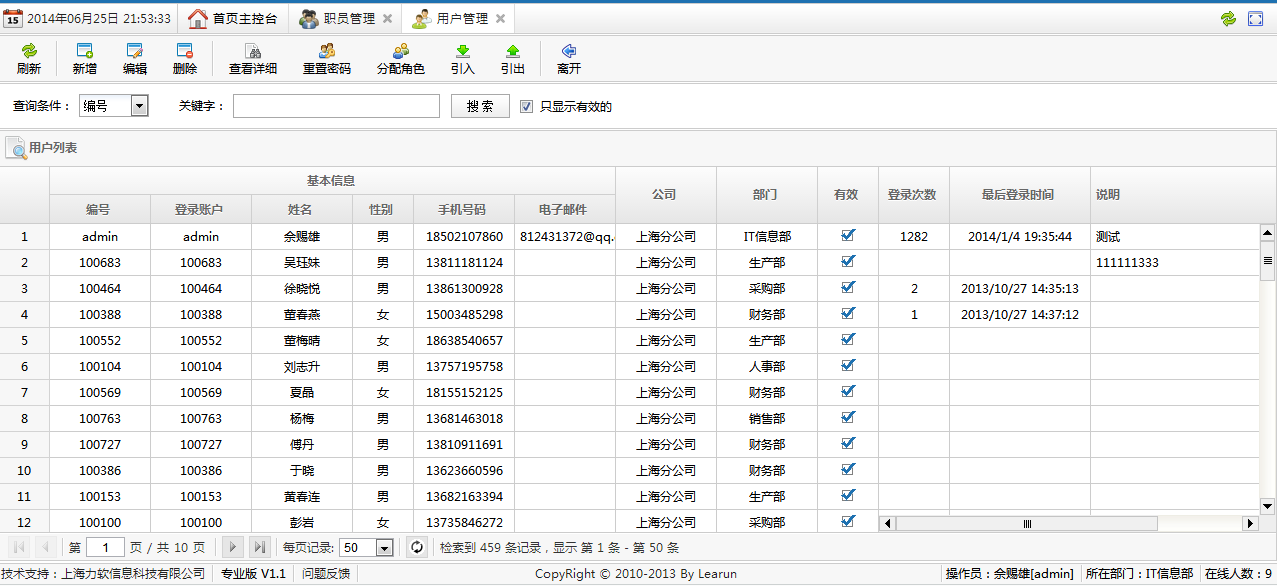 15 2014年06月25日 21:53:33 首页主控台 职员管理 用户管理
刷新 新增 编辑 删除 查看详细 重置密码 分配角色 引入 引出 离开
查询条件： 编号 关键字： 搜 索 只显示有效的
用户列表
基本信息 公司 部门 有效 登录次数 最后登录时间 说明
编号 登录账户 姓名 性别 手机号码 电子邮件
1 admin admin 佘赐雄 男 18502107860 812431372@qq. 上海分公司 IT信息部 1282 2014/1/4 19:35:44 测试
2 100683 100683 吴珏妹 男 13811181124 上海分公司 生产部 111111333
3 100464 100464 徐晓悦 男 13861300928 上海分公司 采购部 2 2013/10/27 14:35:13
4 100388 100388 董春燕 女 15003485298 上海分公司 财务部 1 2013/10/27 14:37:12
5 100552 100552 董梅晴 女 18638540657 上海分公司 生产部
6 100104 100104 刘志升 男 13757195758 上海分公司 人事部
7 100569 100569 夏晶 女 18155152125 上海分公司 财务部
8 100763 100763 杨梅 男 13681463018 上海分公司 销售部
9 100727 100727 傅丹 男 13810911691 上海分公司 财务部
10 100386 100386 于晓 男 13623660596 上海分公司 财务部
11 100153 100153 黄春连 男 13682163394 上海分公司 生产部
12 100100 100100 彭岩 女 13735846272 上海分公司 采购部
第 1 页 / 共 10 页 每页记录: 50 检索到 459 条记录，显示 第 1 条 - 第 50 条
技术支持：上海力软信息科技有限公司 专业版 V1.1 问题反馈 CopyRight © 2010-2013 By Learun 操作员：佘赐雄[admin] 所在部门：IT信息部 在线人数：9